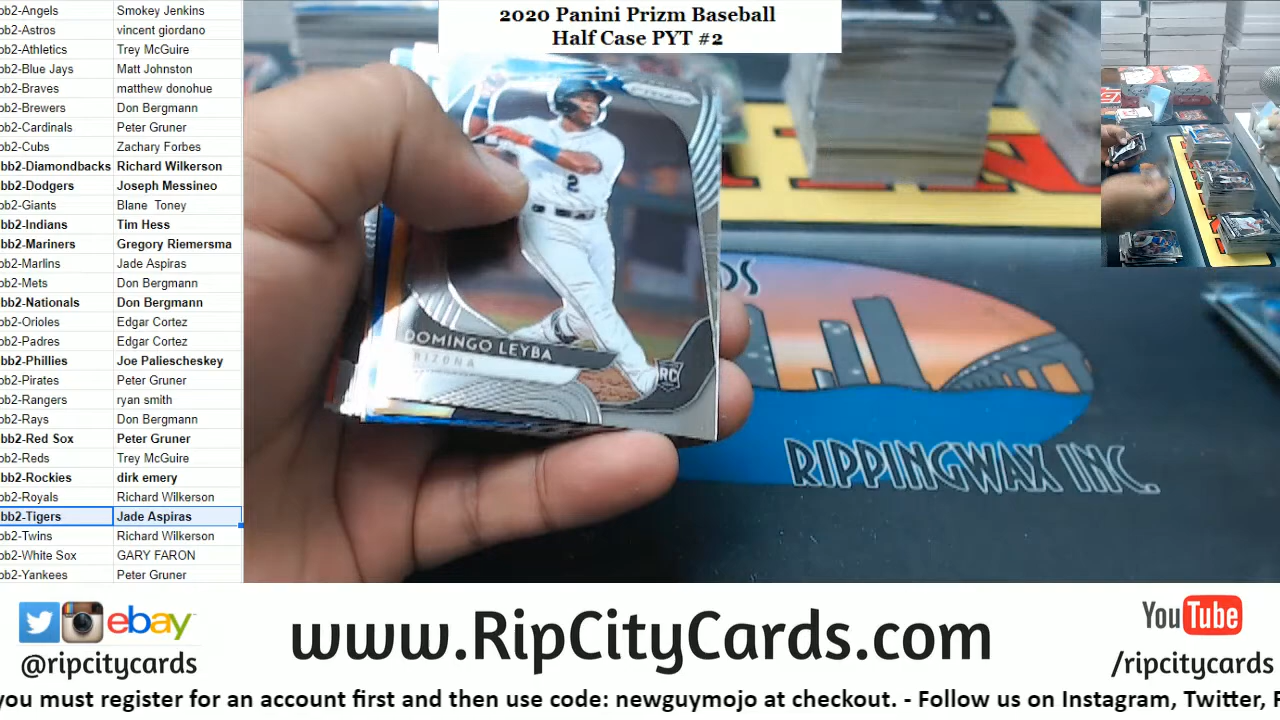 2020 Panini Prizm Baseball
Half Case PYT #2
bb2-Angels Smokey Jenkins
bb2-Astros vincent giordano
bb2-Athletics Trey McGuire
bb2-Blue Jays Matt Johnston
bb2-Braves matthew donohue
bb2-Brewers Don Bergmann
bb2-Cardinals Peter Gruner
bb2-Cubs Zachary Forbes
bb2-Diamondbacks Richard Wilkerson
bb2-Dodgers Joseph Messineo
bb2-Giants Blane Toney
bb2-Indians Tim Hess
bb2-Mariners Gregory Riemersma
bb2-Marlins Jade Aspiras
bb2-Mets Don Bergmann
bb2-Nationals Don Bergmann
bb2-Orioles Edgar Cortez
bb2-Padres Edgar Cortez
bb2-Phillies Joe Paliescheskey
bb2-Pirates Peter Gruner
bb2-Rangers ryan smith
bb2-Rays Don Bergmann
bb2-Red Sox Peter Gruner
bb2-Reds Trey McGuire
bb2-Rockies dirk emery
bb2-Royals Richard Wilkerson
bb2-Tigers Jade Aspiras
bb2-Twins Richard Wilkerson
bb2-White Sox GARY FARON
bb2-Yankees Peter Gruner
PRIZM
2
DOMINGO LEYBA
RIZONA
RC
DS
RIPPINGWAX INC.
ebay
@ripcitycards
www.RipCityCards.com
YouTube
/ripcitycards
you must register for an account first and then use code: newguymojo at checkout. - Follow us on Instagram, Twitter, F